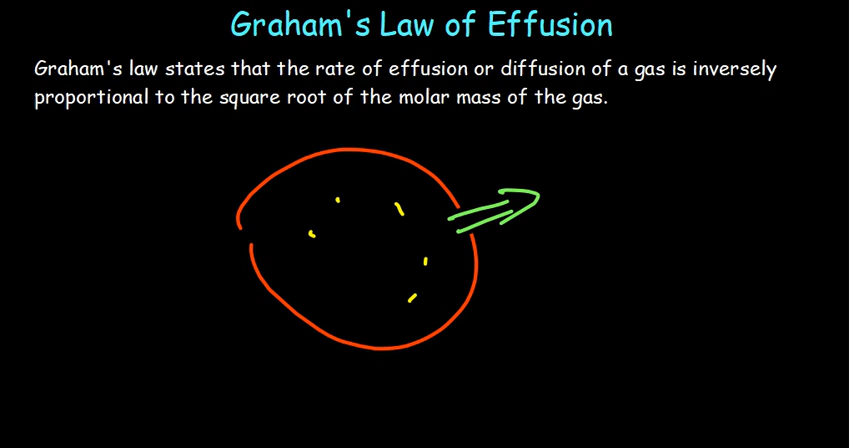 Graham's Law of Effusion
Graham's law states that the rate of effusion or diffusion of a gas is inversely
proportional to the square root of the molar mass of the gas.